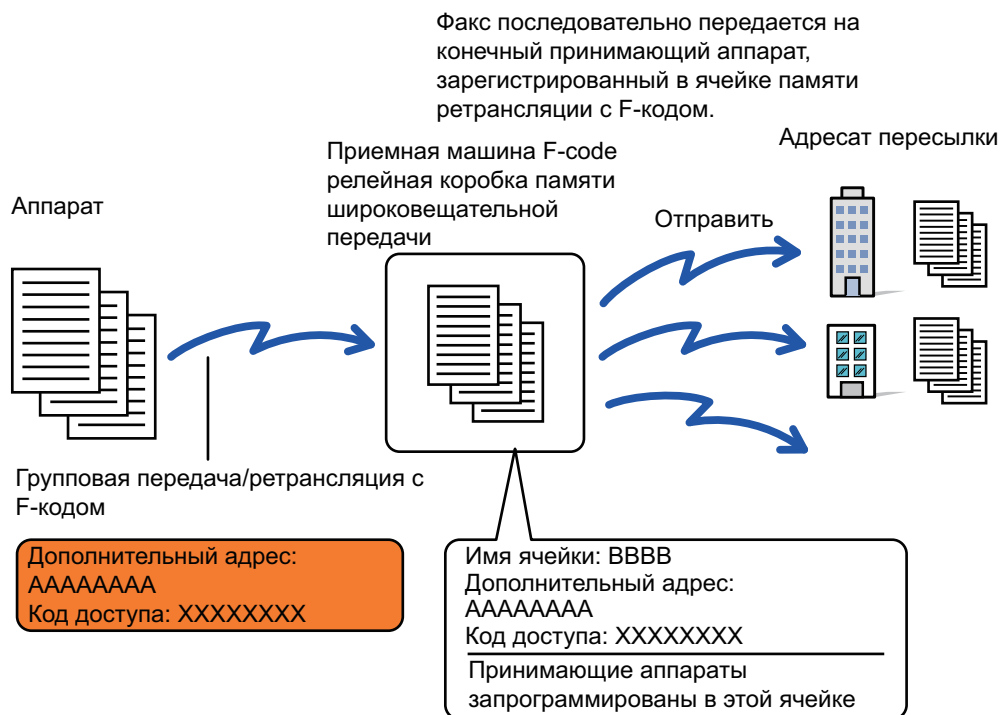 Факс последовательно передается на
конечный принимающий аппарат,
зарегистрированный в ячейке памяти
ретрансляции с F-кодом.
Адресат пересылки
Приемная машина F-code
релейная коробка памяти
широковещательной
передачи
Аппарат
Отправить
Групповая передача/ретрансляция с
F-кодом
Дополнительный адрес:
AAAAAAAA
Код доступа: XXXXXXXX
Имя ячейки: BBBB
Дополнительный адрес:
AAAAAAAA
Код доступа: XXXXXXXX
Принимающие аппараты
запрограммированы в этой ячейке